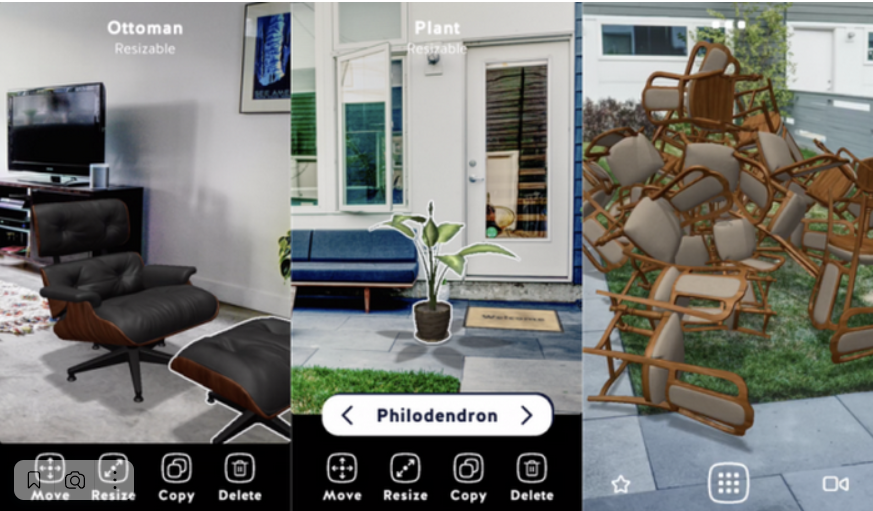 Ottoman
Resizable
Move
Resize
Copy
Delete
Plant
Resizable
Welcome
Philodendron
Move
Resize
Copy
Delete